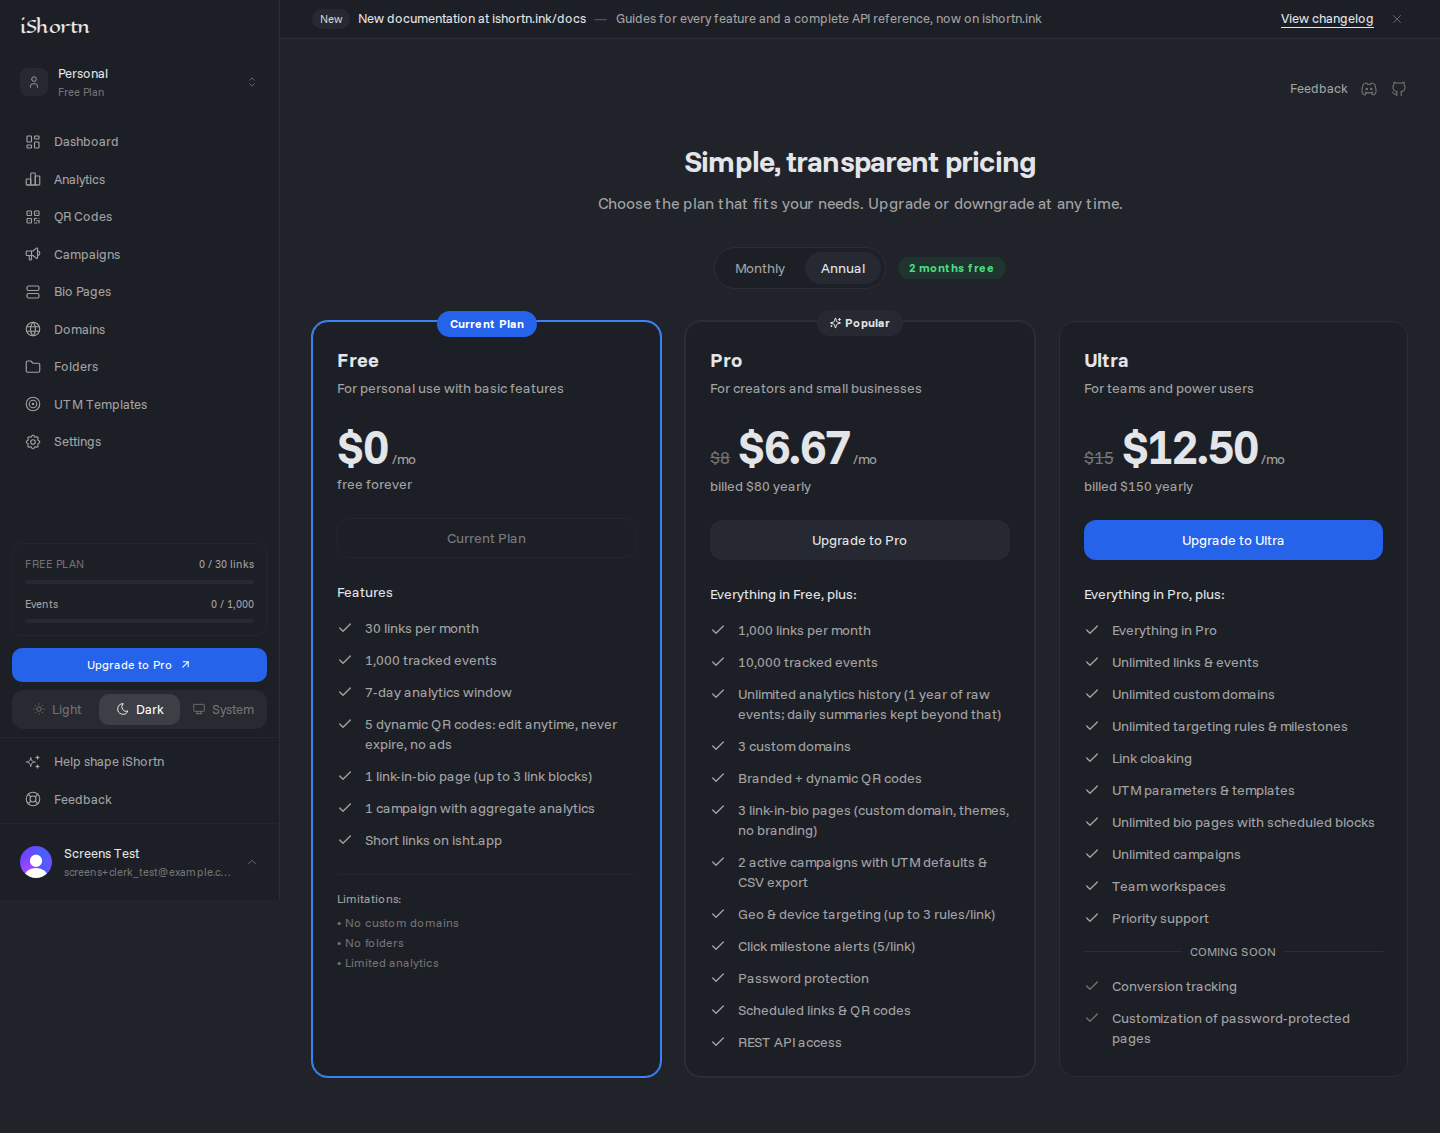 iShortn
Personal
Free Plan
Dashboard
Analytics
QR Codes
Campaigns
Bio Pages
Domains
Folders
UTM Templates
Settings
FREE PLAN 0 / 30 links
Events 0 / 1,000
Upgrade to Pro
Light Dark System
Help shape iShortn
Feedback
Screens Test
screens+clerk_test@example.c...
New New documentation at ishortn.ink/docs — Guides for every feature and a complete API reference, now on ishortn.ink View changelog
Feedback
Simple, transparent pricing
Choose the plan that fits your needs. Upgrade or downgrade at any time.
Monthly Annual 2 months free
Current Plan
Free
For personal use with basic features
$0 /mo
free forever
Current Plan
Features
30 links per month
1,000 tracked events
7-day analytics window
5 dynamic QR codes: edit anytime, never
expire, no ads
1 link-in-bio page (up to 3 link blocks)
1 campaign with aggregate analytics
Short links on isht.app
Limitations:
• No custom domains
• No folders
• Limited analytics
Popular
Pro
For creators and small businesses
$8 $6.67 /mo
billed $80 yearly
Upgrade to Pro
Everything in Free, plus:
1,000 links per month
10,000 tracked events
Unlimited analytics history (1 year of raw
events; daily summaries kept beyond that)
3 custom domains
Branded + dynamic QR codes
3 link-in-bio pages (custom domain, themes,
no branding)
2 active campaigns with UTM defaults &
CSV export
Geo & device targeting (up to 3 rules/link)
Click milestone alerts (5/link)
Password protection
Scheduled links & QR codes
REST API access
Ultra
For teams and power users
$15 $12.50 /mo
billed $150 yearly
Upgrade to Ultra
Everything in Pro, plus:
Everything in Pro
Unlimited links & events
Unlimited custom domains
Unlimited targeting rules & milestones
Link cloaking
UTM parameters & templates
Unlimited bio pages with scheduled blocks
Unlimited campaigns
Team workspaces
Priority support
COMING SOON
Conversion tracking
Customization of password-protected
pages